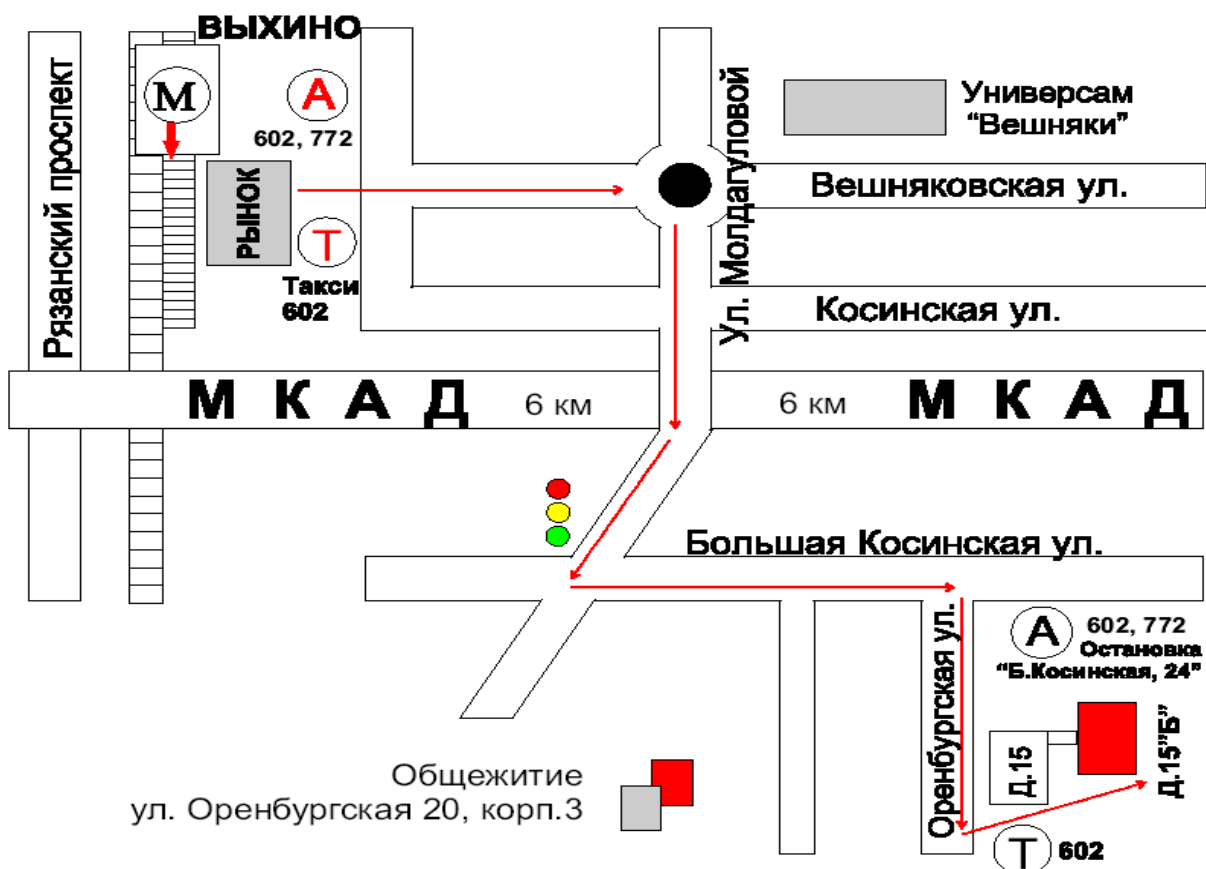 ВЫХИНО
Рязанский проспект
М
А
602, 772
РЫНОК
Т
Такси
602
Ул. Молдагуловой
Универсам
“Вешняки”
Вешняковская ул.
Косинская ул.
М К А Д
6 км
6 км
М К А Д
Большая Косинская ул.
Оренбургская ул.
А
602, 772
Остановка
“Б.Косинская, 24”
Д.15
Д.15”Б”
Т
602
Общежитие
ул. Оренбургская 20, корп.3